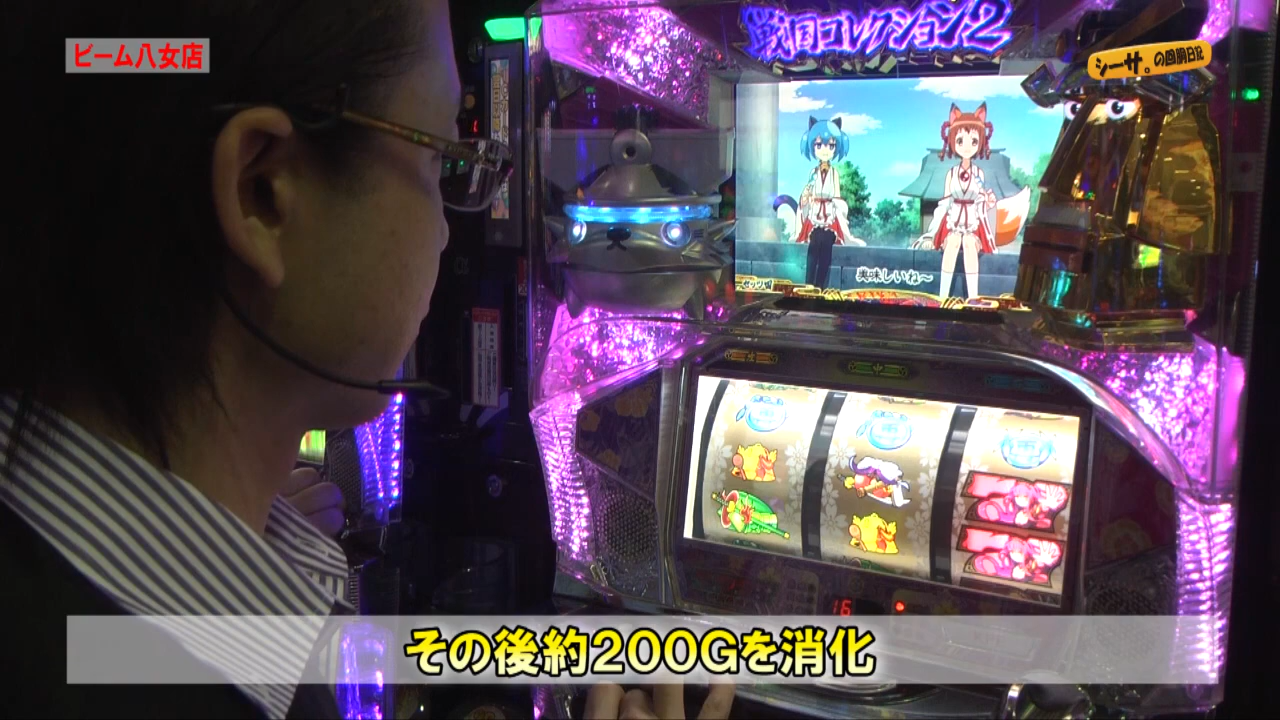 ビーム八女店
戦国コレクション2
シーサ。の回胴日記
美味しいね～
中
16
その後約200Gを消化